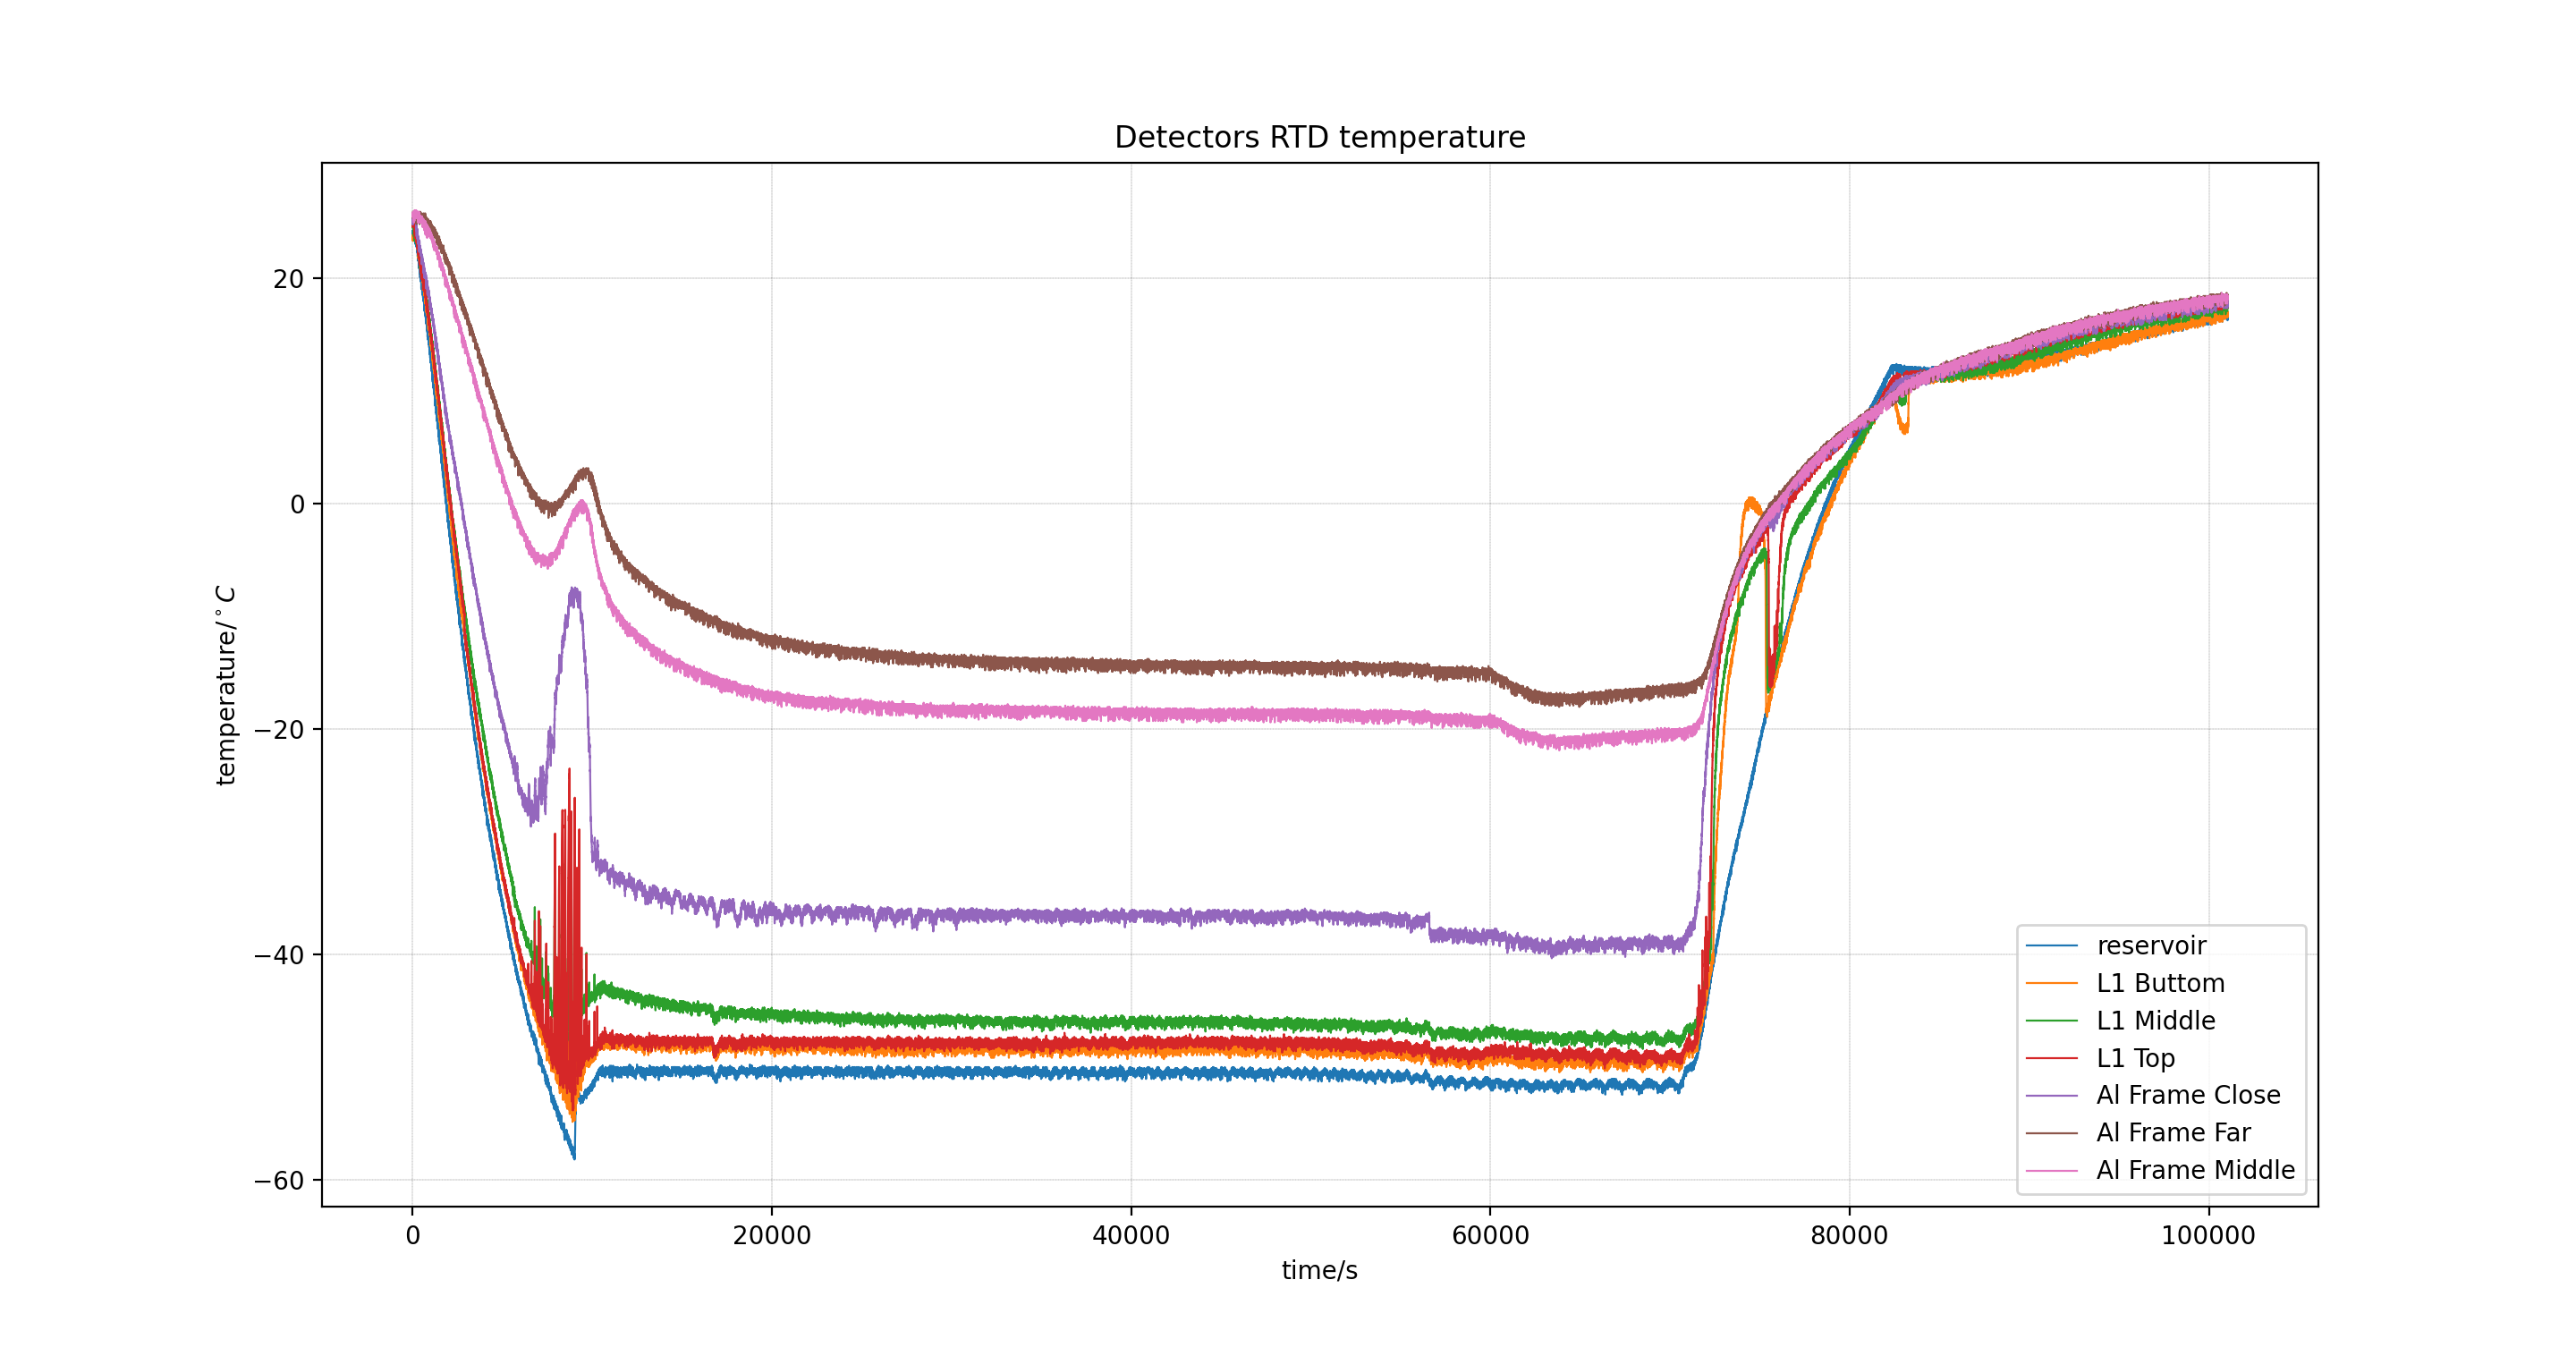 Detectors RTD temperature
temperature/°C
20
0
−20
−40
−60
0 20000 40000 60000 80000 100000
time/s
reservoir
L1 Buttom
L1 Middle
L1 Top
Al Frame Close
Al Frame Far
Al Frame Middle